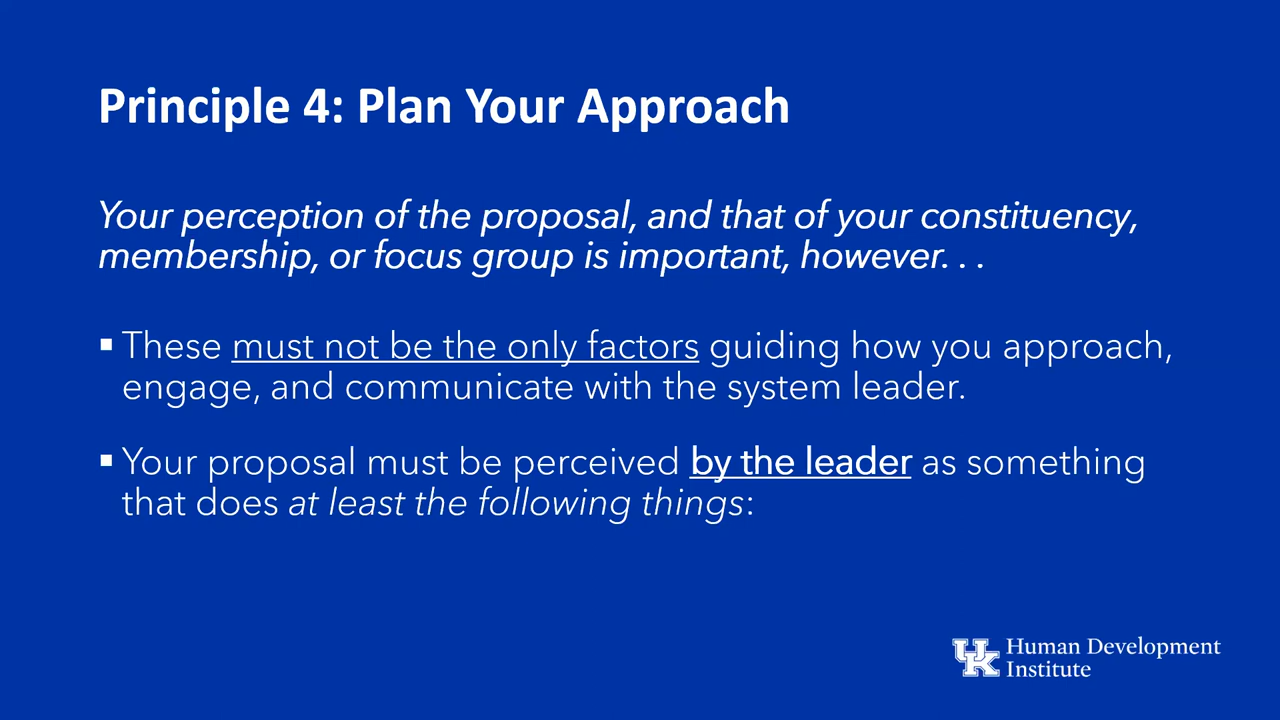 Principle 4: Plan Your Approach
Your perception of the proposal, and that of your constituency,
membership, or focus group is important, however. . .
▪ These must not be the only factors guiding how you approach,
engage, and communicate with the system leader.
▪ Your proposal must be perceived by the leader as something
that does at least the following things:
UK Human Development
Institute